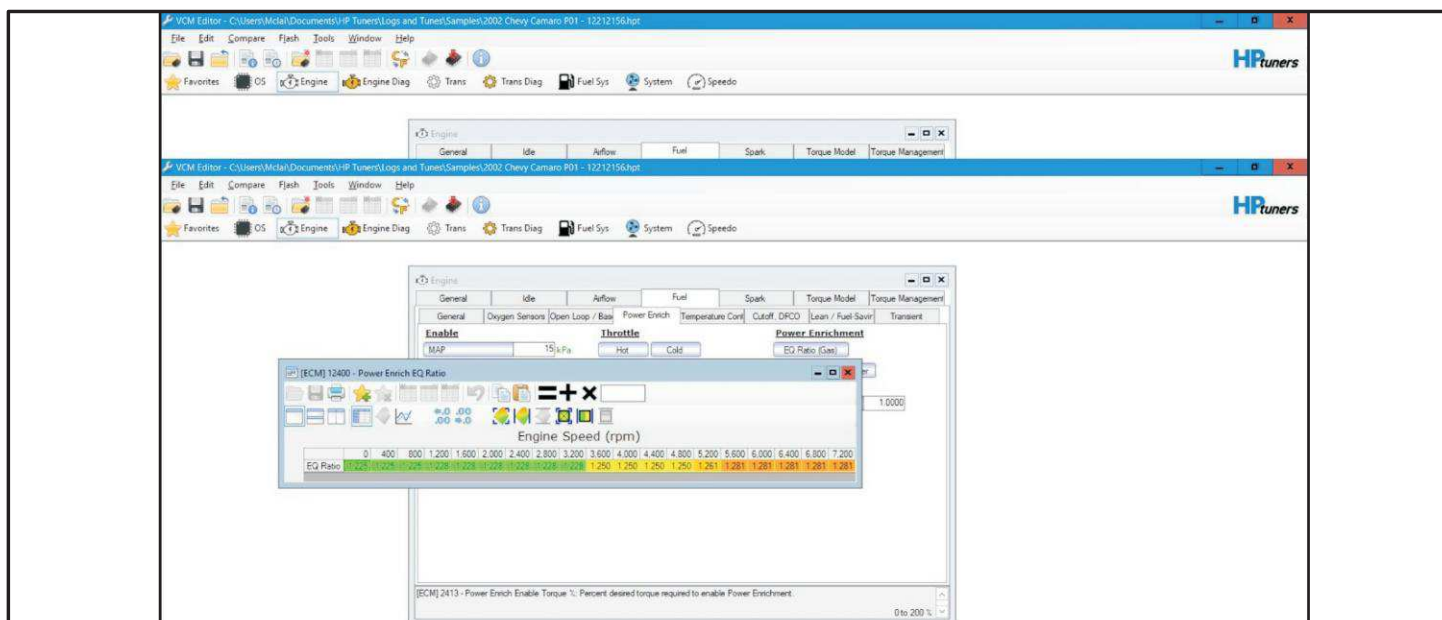 VCM Editor - C:\Users\Mclai\Documents\HP Tuners\Logs and Tunes\Samples\2002 Chevy Camaro P01 - 12212156.hpt
File Edit Compare Flash Tools Window Help
HPtuners
Favorites OS Engine Engine Diag Trans Trans Diag Fuel Sys System Speedo
Engine
General Idle Airflow Fuel Spark Torque Model Torque Management
VCM Editor - C:\Users\Mclai\Documents\HP Tuners\Logs and Tunes\Samples\2002 Chevy Camaro P01 - 12212156.hpt
File Edit Compare Flash Tools Window Help
HPtuners
Favorites OS Engine Engine Diag Trans Trans Diag Fuel Sys System Speedo
Engine
General Idle Airflow Fuel Spark Torque Model Torque Management
General Oxygen Sensors Open Loop / Base Power Enrich Temperature Cont Cutoff, DFCO Lean / Fuel-Savin Transient
Enable Throttle Power Enrichment
MAP 15 kPa Hot Cold EQ Ratio (Gas)
[ECM] 12400 - Power Enrich EQ Ratio
1.0000
Engine Speed (rpm)
0 400 800 1,200 1,600 2,000 2,400 2,800 3,200 3,600 4,000 4,400 4,800 5,200 5,600 6,000 6,400 6,800 7,200
EQ Ratio 1.228 1.228 1.228 1.228 1.228 1.228 1.228 1.228 1.228 1.250 1.250 1.250 1.250 1.261 1.281 1.281 1.281 1.281 1.281
[ECM] 2413 - Power Enrich Enable Torque %: Percent desired torque required to enable Power Enrichment.
0 to 200 %